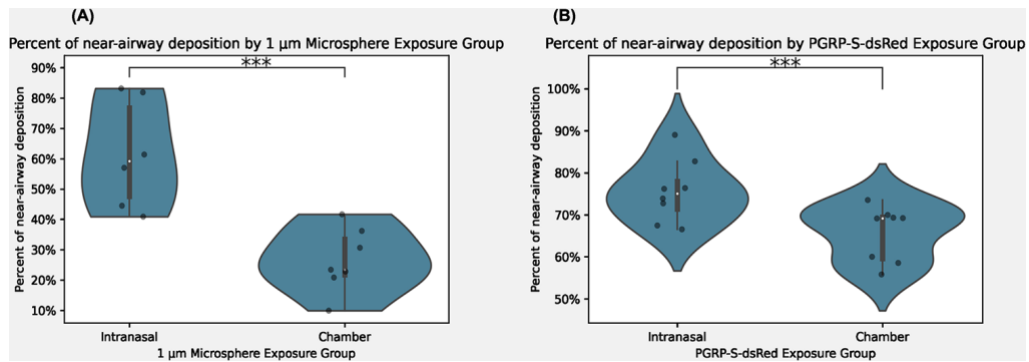 (A)
Percent of near-airway deposition by 1 µm Microsphere Exposure Group
***
90%
80%
70%
60%
50%
40%
30%
20%
10%
Percent of near-airway deposition
Intranasal
Chamber
1 µm Microsphere Exposure Group
(B)
Percent of near-airway deposition by PGRP-S-dsRed Exposure Group
***
100%
90%
80%
70%
60%
50%
Percent of near-airway deposition
Intranasal
Chamber
PGRP-S-dsRed Exposure Group